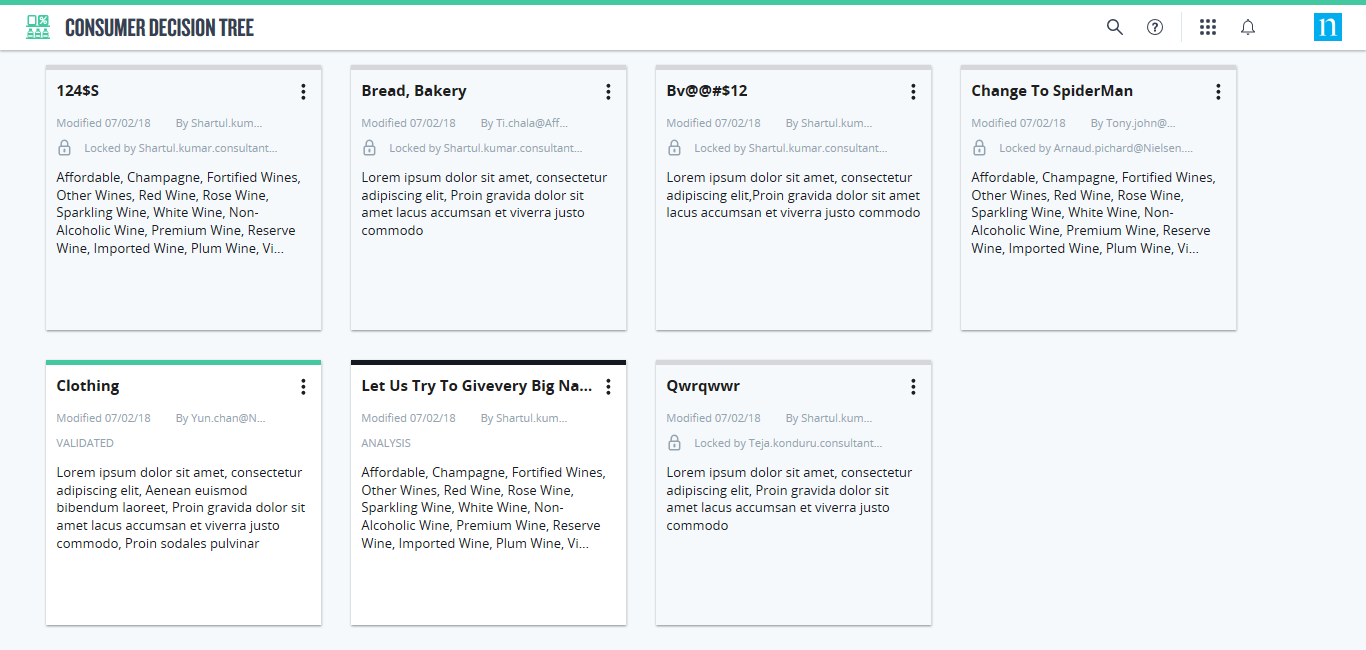 CONSUMER DECISION TREE
n
124$S
Modified 07/02/18 By Shartul.kum...
Locked by Shartul.kumar.consultant...
Affordable, Champagne, Fortified Wines,
Other Wines, Red Wine, Rose Wine,
Sparkling Wine, White Wine, Non-
Alcoholic Wine, Premium Wine, Reserve
Wine, Imported Wine, Plum Wine, Vi...
Bread, Bakery
Modified 07/02/18 By Ti.chala@Aff...
Locked by Shartul.kumar.consultant...
Lorem ipsum dolor sit amet, consectetur
adipiscing elit, Proin gravida dolor sit
amet lacus accumsan et viverra justo
commodo
Bv@@#$12
Modified 07/02/18 By Shartul.kum...
Locked by Shartul.kumar.consultant...
Lorem ipsum dolor sit amet, consectetur
adipiscing elit,Proin gravida dolor sit amet
lacus accumsan et viverra justo commodo
Change To SpiderMan
Modified 07/02/18 By Tony.john@...
Locked by Arnaud.pichard@Nielsen....
Affordable, Champagne, Fortified Wines,
Other Wines, Red Wine, Rose Wine,
Sparkling Wine, White Wine, Non-
Alcoholic Wine, Premium Wine, Reserve
Wine, Imported Wine, Plum Wine, Vi...
Clothing
Modified 07/02/18 By Yun.chan@N...
VALIDATED
Lorem ipsum dolor sit amet, consectetur
adipiscing elit, Aenean euismod
bibendum laoreet, Proin gravida dolor sit
amet lacus accumsan et viverra justo
commodo, Proin sodales pulvinar
Let Us Try To Givevery Big Na...
Modified 07/02/18 By Shartul.kum...
ANALYSIS
Affordable, Champagne, Fortified Wines,
Other Wines, Red Wine, Rose Wine,
Sparkling Wine, White Wine, Non-
Alcoholic Wine, Premium Wine, Reserve
Wine, Imported Wine, Plum Wine, Vi...
Qwrqwwr
Modified 07/02/18 By Shartul.kum...
Locked by Teja.konduru.consultant...
Lorem ipsum dolor sit amet, consectetur
adipiscing elit, Proin gravida dolor sit
amet lacus accumsan et viverra justo
commodo